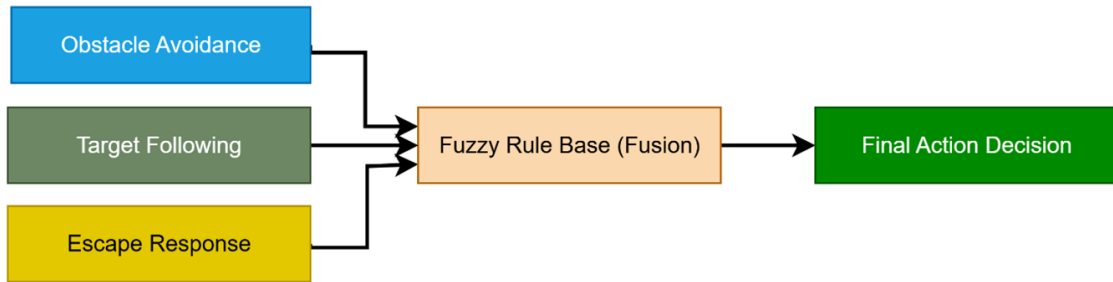 Obstacle Avoidance
Target Following
Fuzzy Rule Base (Fusion)
Final Action Decision
Escape Response